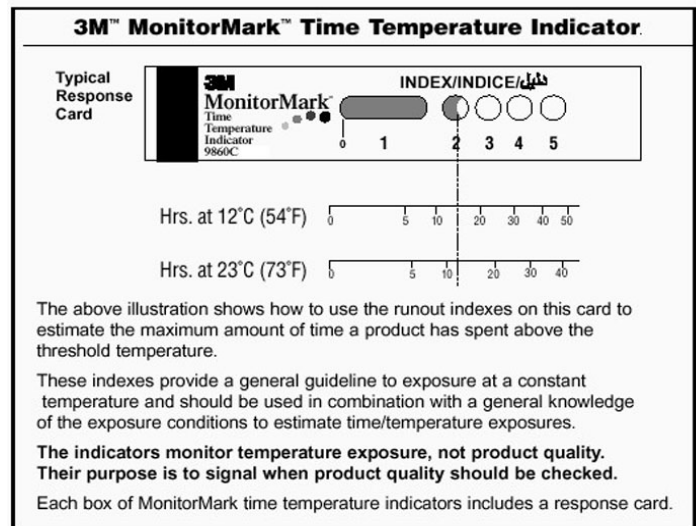 3M™ MonitorMark™ Time Temperature Indicator.
Typical
Response
Card
3M
MonitorMark™
Time
Temperature
Indicator
9860C
INDEX/INDICE/دليل
0 1 2 3 4 5
Hrs. at 12°C (54°F) 0 5 10 20 30 40 50
Hrs. at 23°C (73°F) 0 5 10 20 30 40
The above illustration shows how to use the runout indexes on this card to
estimate the maximum amount of time a product has spent above the
threshold temperature.
These indexes provide a general guideline to exposure at a constant
temperature and should be used in combination with a general knowledge
of the exposure conditions to estimate time/temperature exposures.
The indicators monitor temperature exposure, not product quality.
Their purpose is to signal when product quality should be checked.
Each box of MonitorMark time temperature indicators includes a response card.